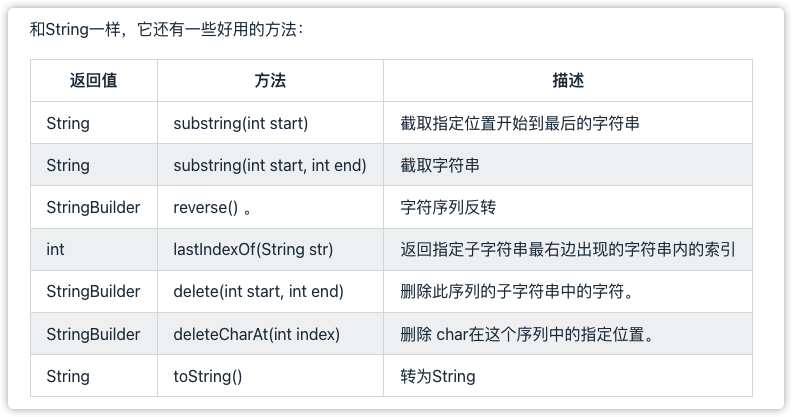 和String一样，它还有一些好用的方法：
返回值 方法 描述
String substring(int start) 截取指定位置开始到最后的字符串
String substring(int start, int end) 截取字符串
StringBuilder reverse() 。 字符序列反转
int lastIndexOf(String str) 返回指定子字符串最右边出现的字符串内的索引
StringBuilder delete(int start, int end) 删除此序列的子字符串中的字符。
StringBuilder deleteCharAt(int index) 删除 char在这个序列中的指定位置。
String toString() 转为String